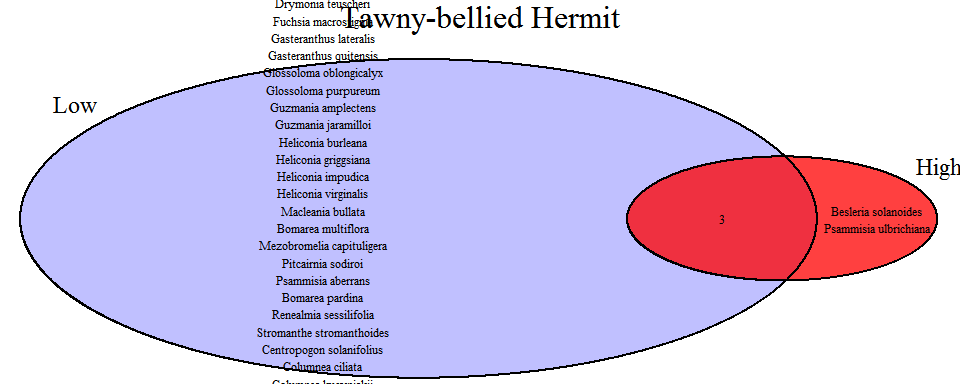 Tawny-bellied Hermit
Low
High
Drymonia teuscheri
Gasteranthus lateralis
Gasteranthus quitensis
Glossoloma oblongicalyx
Glossoloma purpureum
Guzmania amplectens
Guzmania jaramilloi
Heliconia burleana
Heliconia griggsiana
Heliconia impudica
Heliconia virginalis
Macleania bullata
Bomarea multiflora
Mezobromelia capituligera
Pitcairnia sodiroi
Psammisia aberrans
Bomarea pardina
Renealmia sessilifolia
Stromanthe stromanthoides
Centropogon solanifolius
Columnea ciliata
3
Besleria solanoides
Psammisia ulbrichiana